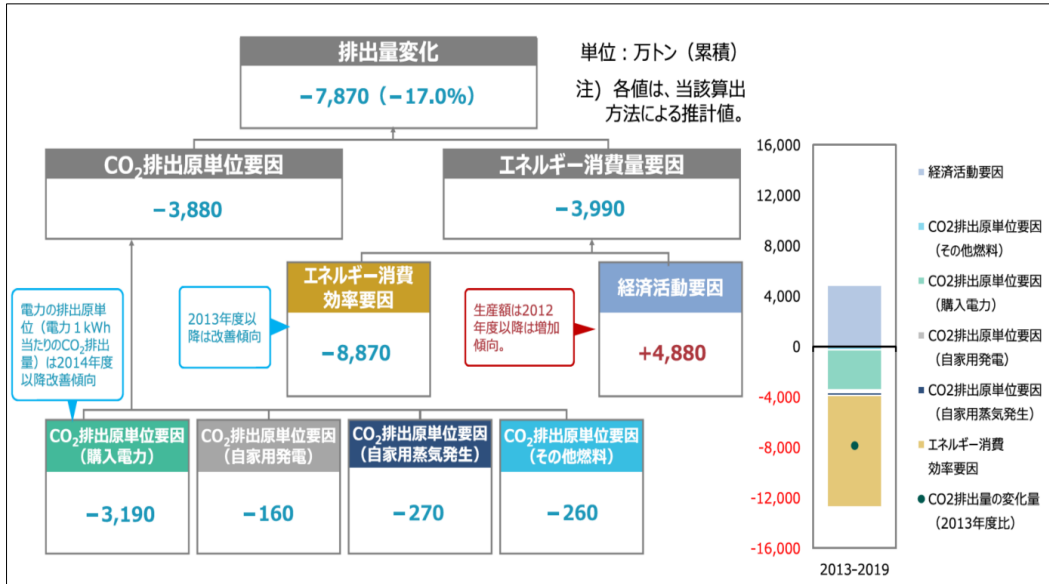 排出量変化
−7,870（−17.0%）
単位：万トン（累積）
注）各値は、当該算出
方法による推計値。
CO₂排出原単位要因
−3,880
エネルギー消費量要因
−3,990
エネルギー消費
効率要因
−8,870
経済活動要因
+4,880
電力の排出原単
位（電力１kWh
当たりのCO₂排出
量）は2014年度
以降改善傾向
2013年度以
降は改善傾向
生産額は2012
年度以降は増加
傾向。
CO₂排出原単位要因
（購入電力）
−3,190
CO₂排出原単位要因
（自家用発電）
−160
CO₂排出原単位要因
（自家用蒸気発生）
−270
CO₂排出原単位要因
（その他燃料）
−260
16,000
12,000
8,000
4,000
0
-4,000
-8,000
-12,000
-16,000
2013-2019
経済活動要因
CO2排出原単位要因
（その他燃料）
CO2排出原単位要因
（購入電力）
CO2排出原単位要因
（自家用発電）
CO2排出原単位要因
（自家用蒸気発生）
エネルギー消費
効率要因
CO2排出量の変化量
（2013年度比）